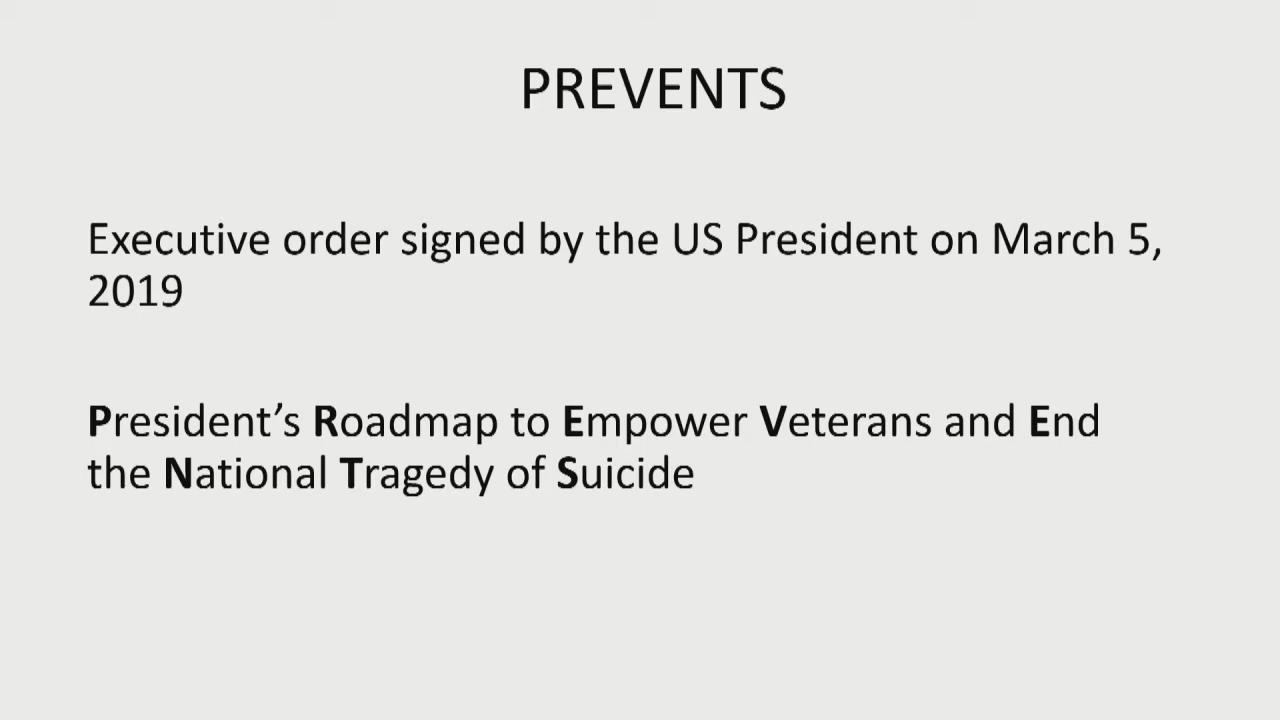 PREVENTS
Executive order signed by the US President on March 5,
2019
President’s Roadmap to Empower Veterans and End
the National Tragedy of Suicide